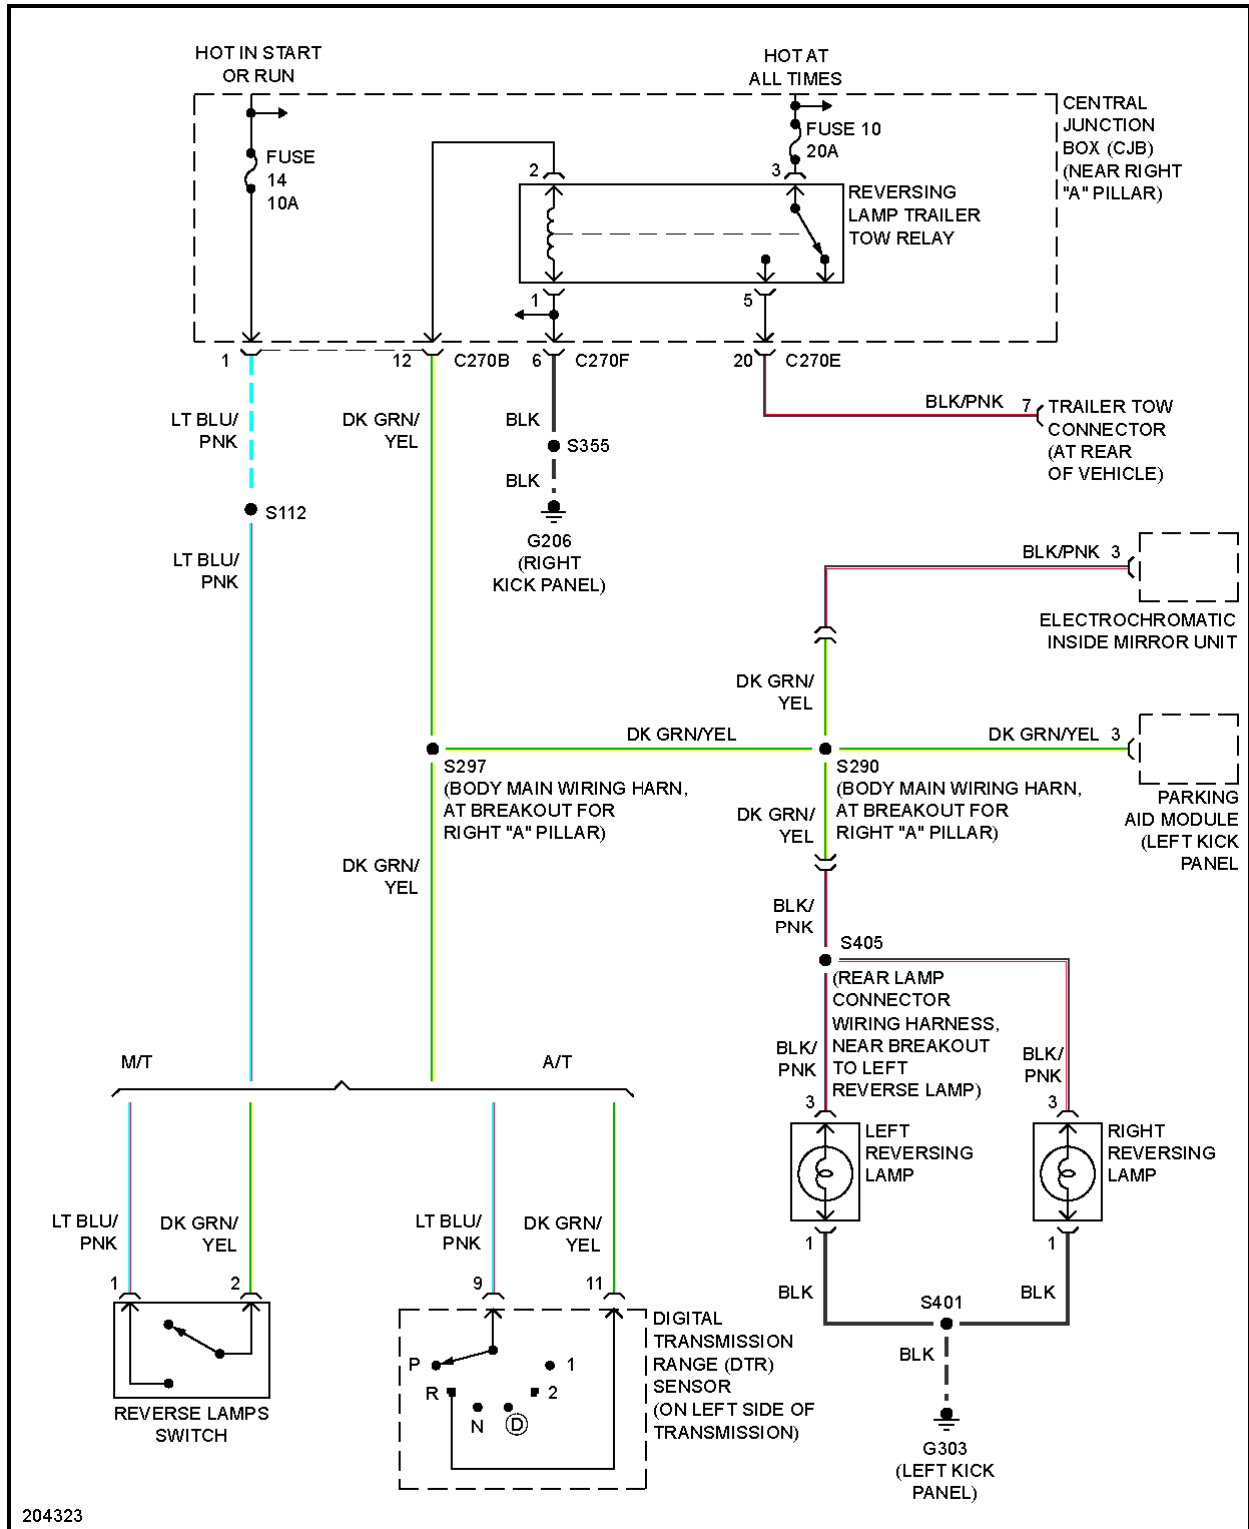 HOT IN START
OR RUN
HOT AT
ALL TIMES
FUSE
14
10A
FUSE 10
20A
CENTRAL
JUNCTION
BOX (CJB)
(NEAR RIGHT
"A" PILLAR)
2
3
REVERSING
LAMP TRAILER
TOW RELAY
1
5
1
12
C270B
6
C270F
20
C270E
LT BLU/
PNK
DK GRN/
YEL
BLK
S355
BLK
BLK/PNK
7
TRAILER TOW
CONNECTOR
(AT REAR
OF VEHICLE)
S112
G206
(RIGHT
KICK PANEL)
LT BLU/
PNK
BLK/PNK 3
ELECTROCHROMATIC
INSIDE MIRROR UNIT
DK GRN/
YEL
DK GRN/YEL
DK GRN/YEL 3
S297
(BODY MAIN WIRING HARN,
AT BREAKOUT FOR
RIGHT "A" PILLAR)
S290
(BODY MAIN WIRING HARN,
AT BREAKOUT FOR
RIGHT "A" PILLAR)
PARKING
AID MODULE
(LEFT KICK
PANEL
DK GRN/
YEL
DK GRN/
YEL
BLK/
PNK
S405
(REAR LAMP
CONNECTOR
WIRING HARNESS,
NEAR BREAKOUT
TO LEFT
REVERSE LAMP)
BLK/
PNK
BLK/
PNK
M/T
A/T
3
LEFT
REVERSING
LAMP
3
RIGHT
REVERSING
LAMP
LT BLU/
PNK
DK GRN/
YEL
LT BLU/
PNK
DK GRN/
YEL
1
1
1
2
9
11
BLK
S401
BLK
BLK
REVERSE LAMPS
SWITCH
P
R
N
D
2
1
DIGITAL
TRANSMISSION
RANGE (DTR)
SENSOR
(ON LEFT SIDE OF
TRANSMISSION)
G303
(LEFT KICK
PANEL)
204323